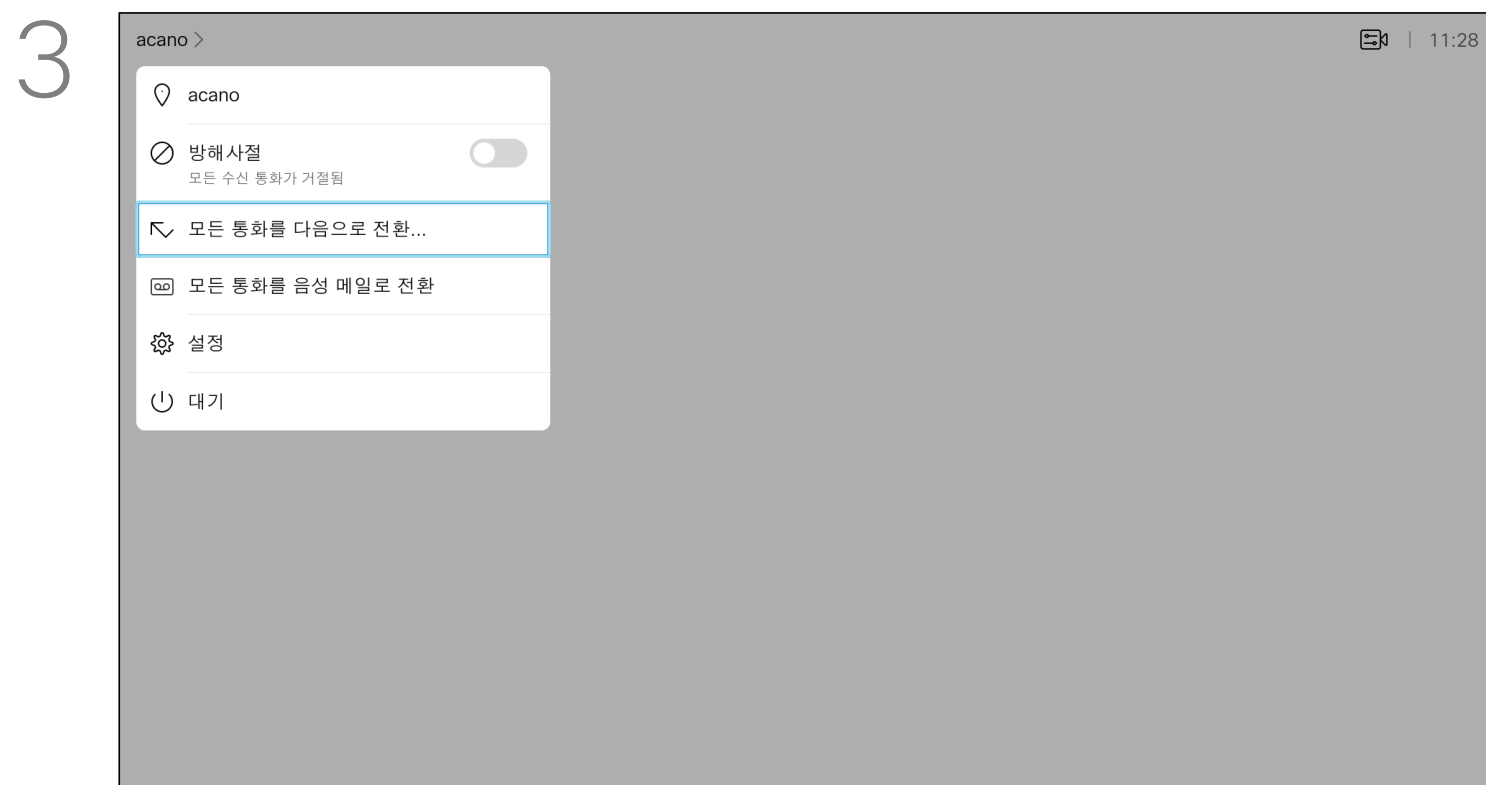 3
acano >
11:28
acano
방해사절
모든 수신 통화가 거절됨
모든 통화를 다음으로 전환...
모든 통화를 음성 메일로 전환
설정
대기